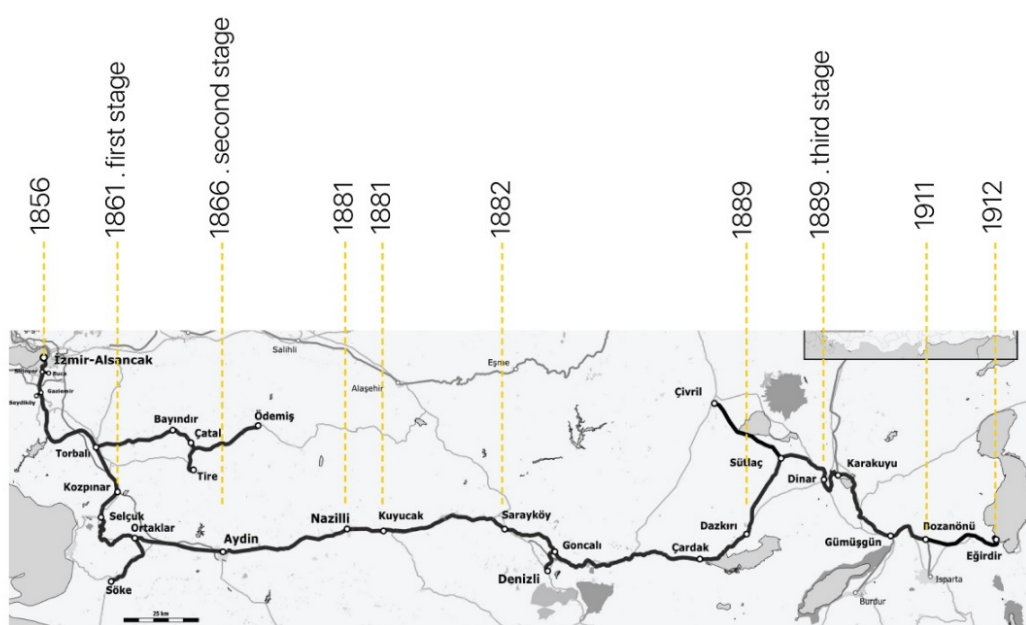 1856
1861 . first stage
1866 . second stage
1881
1881
1882
1889
1889 . third stage
1911
1912
İzmir-Alsancak
Buca
Gaziemir
Seydiköy
Torbalı
Bayındır
Çatal
Ödemiş
Tire
Kozpınar
Selçuk
Ortaklar
Söke
Aydin
Salihli
Alaşehir
Eşme
Nazilli
Kuyucak
Sarayköy
Goncalı
Denizli
Çardak
Dazkırı
Çivril
Sütlaç
Dinar
Karakuyu
Gümüşgün
Bozanönü
Eğirdir
Isparta
Burdur
25 km